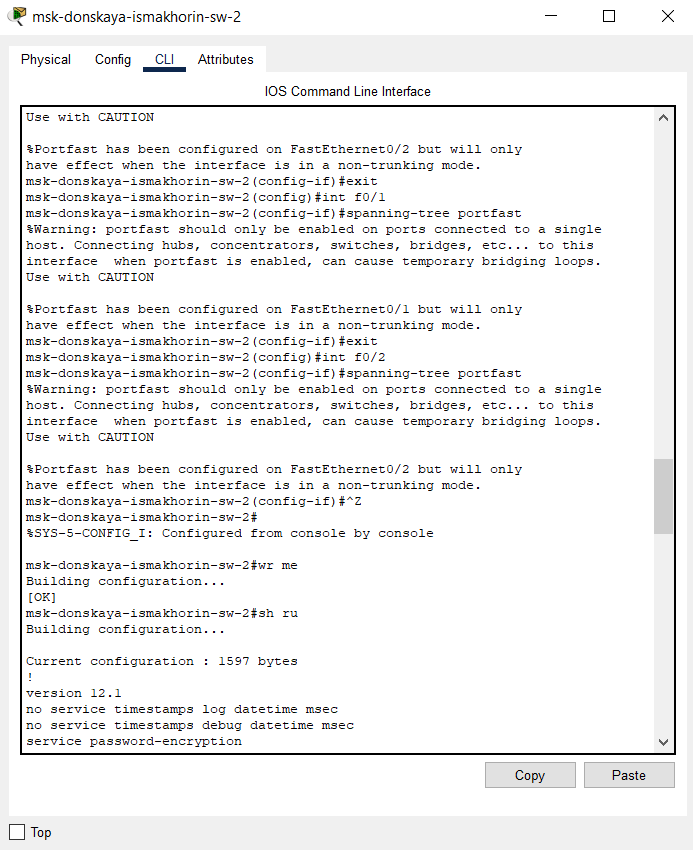 msk-donskaya-ismakhorin-sw-2
Physical Config CLI Attributes
IOS Command Line Interface
Use with CAUTION
%Portfast has been configured on FastEthernet0/2 but will only
have effect when the interface is in a non-trunking mode.
msk-donskaya-ismakhorin-sw-2(config-if)#exit
msk-donskaya-ismakhorin-sw-2(config)#int f0/1
msk-donskaya-ismakhorin-sw-2(config-if)#spanning-tree portfast
%Warning: portfast should only be enabled on ports connected to a single
host. Connecting hubs, concentrators, switches, bridges, etc... to this
interface  when portfast is enabled, can cause temporary bridging loops.
Use with CAUTION
%Portfast has been configured on FastEthernet0/1 but will only
have effect when the interface is in a non-trunking mode.
msk-donskaya-ismakhorin-sw-2(config-if)#exit
msk-donskaya-ismakhorin-sw-2(config)#int f0/2
msk-donskaya-ismakhorin-sw-2(config-if)#spanning-tree portfast
%Warning: portfast should only be enabled on ports connected to a single
host. Connecting hubs, concentrators, switches, bridges, etc... to this
interface  when portfast is enabled, can cause temporary bridging loops.
Use with CAUTION
%Portfast has been configured on FastEthernet0/2 but will only
have effect when the interface is in a non-trunking mode.
msk-donskaya-ismakhorin-sw-2(config-if)#^Z
msk-donskaya-ismakhorin-sw-2#
%SYS-5-CONFIG_I: Configured from console by console
msk-donskaya-ismakhorin-sw-2#wr me
Building configuration...
[OK]
msk-donskaya-ismakhorin-sw-2#sh ru
Building configuration...
Current configuration : 1597 bytes
!
version 12.1
no service timestamps log datetime msec
no service timestamps debug datetime msec
service password-encryption
Copy Paste
Top